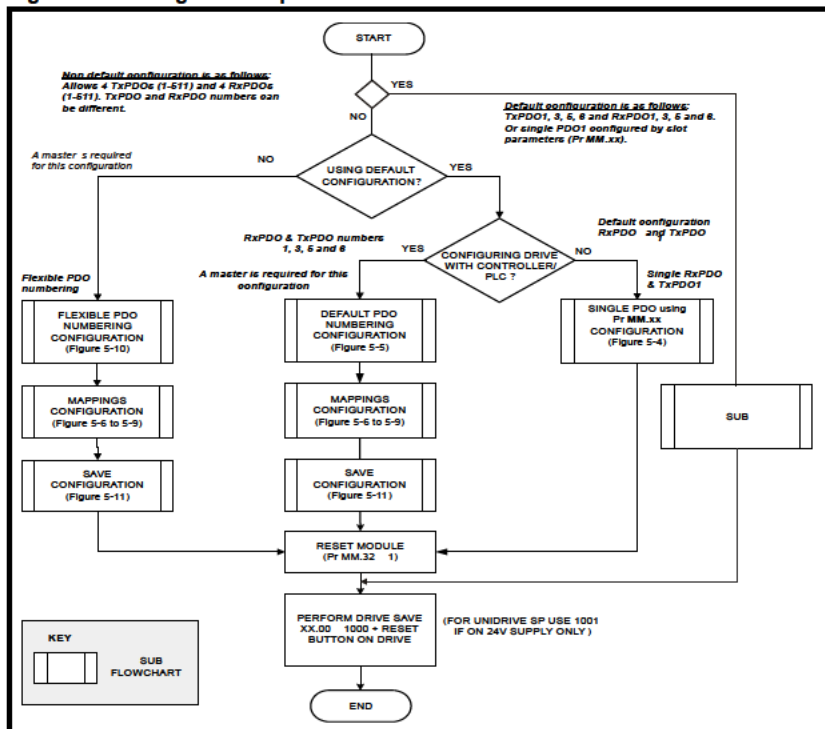 START
Non default configuration is as follows:
Allows 4 TxPDOs (1-511) and 4 RxPDOs
(1-511). TxPDO and RxPDO numbers can
be different.
YES
NO
Default configuration is as follows:
TxPDO1, 3, 5, 6 and RxPDO1, 3, 5 and 6.
Or single PDO1 configured by slot
parameters (Pr MM.xx).
A master s required
for this configuration
NO
USING DEFAULT
CONFIGURATION?
YES
RxPDO & TxPDO numbers
1, 3, 5 and 6
YES
CONFIGURING DRIVE
WITH CONTROLLER/
PLC ?
NO
Default configuration
RxPDO and TxPDO
A master is required for this
configuration
Single RxPDO
& TxPDO1
Flexible PDO
numbering
FLEXIBLE PDO
NUMBERING
CONFIGURATION
(Figure 5-10)
DEFAULT PDO
NUMBERING
CONFIGURATION
(Figure 5-5)
SINGLE PDO using
Pr MM.xx
CONFIGURATION
(Figure 5-4)
MAPPINGS
CONFIGURATION
(Figure 5-6 to 5-9)
MAPPINGS
CONFIGURATION
(Figure 5-6 to 5-9)
SUB
SAVE
CONFIGURATION
(Figure 5-11)
SAVE
CONFIGURATION
(Figure 5-11)
RESET MODULE
(Pr MM.32 1)
PERFORM DRIVE SAVE
XX.00 1000 + RESET
BUTTON ON DRIVE
(FOR UNIDRIVE SP USE 1001
IF ON 24V SUPPLY ONLY )
KEY
SUB
FLOWCHART
END